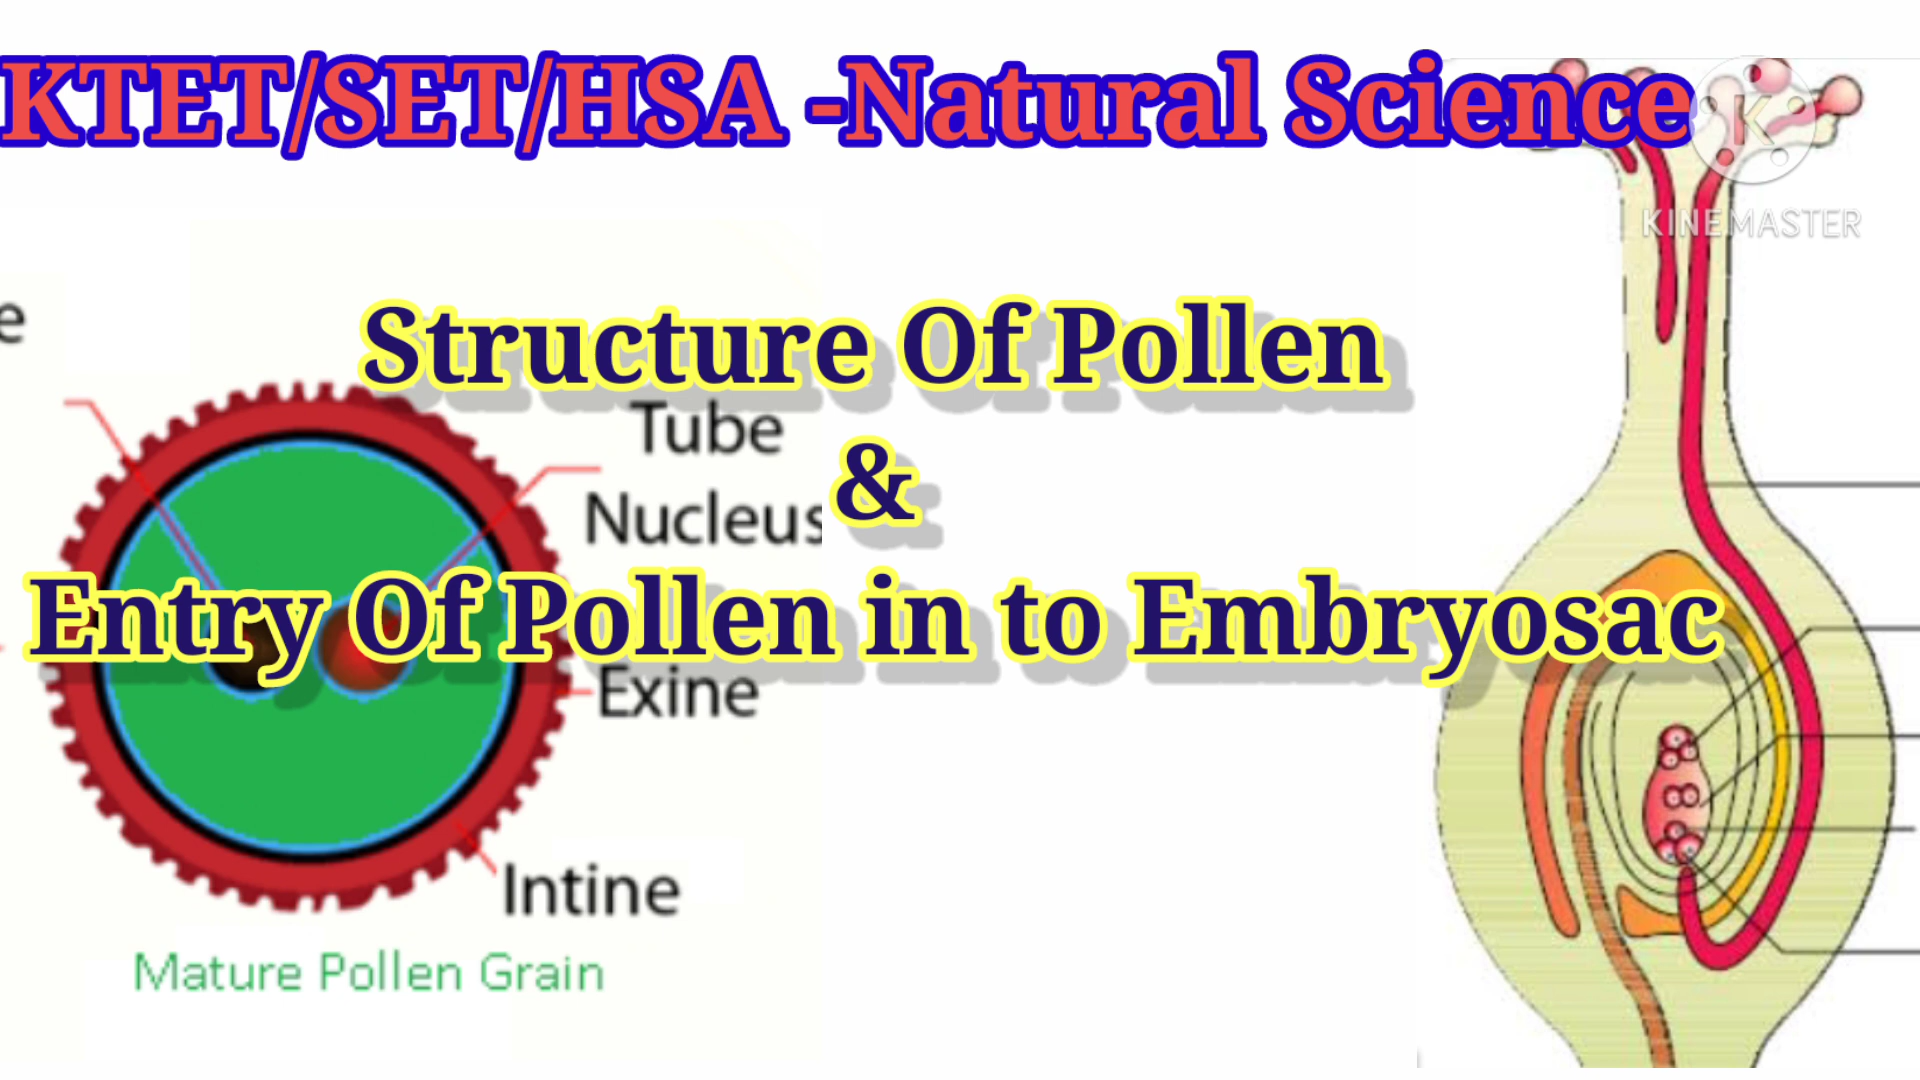 KTET/SET/HSA -Natural Science
KINEMASTER
Structure Of Pollen
&
Entry Of Pollen in to Embryosac
e
Tube
Nucleus
Exine
Intine
Mature Pollen Grain
K